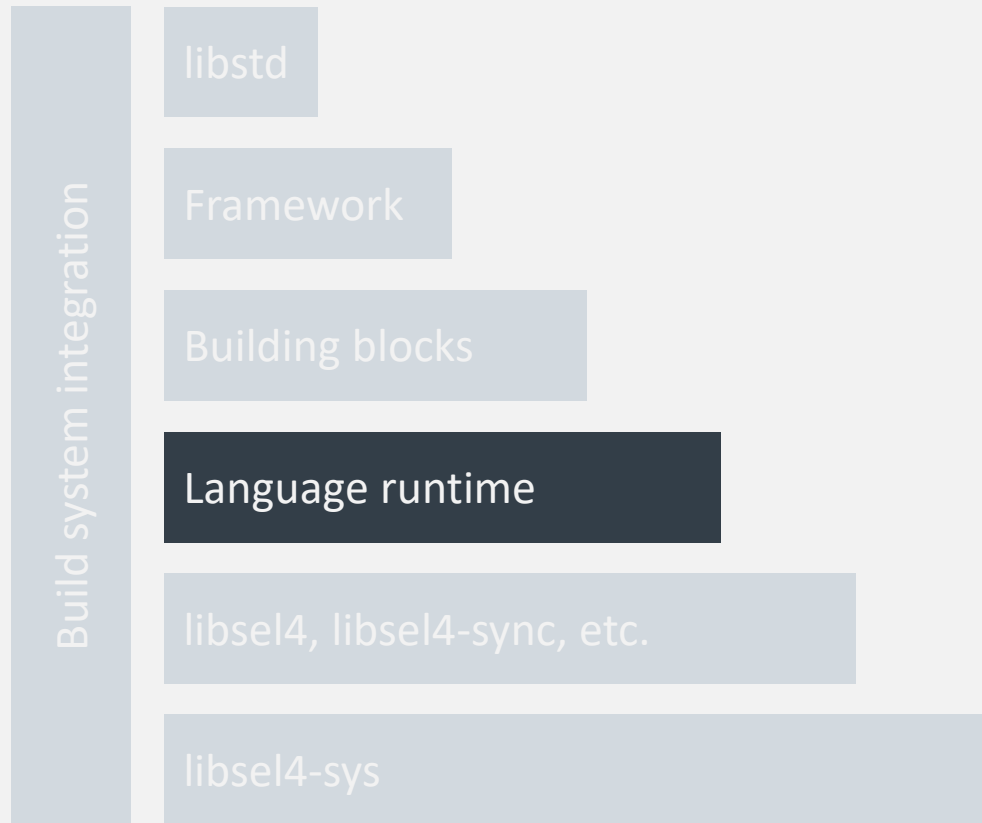 Build system integration
libstd
Framework
Building blocks
Language runtime
libsel4, libsel4-sync, etc.
libsel4-sys